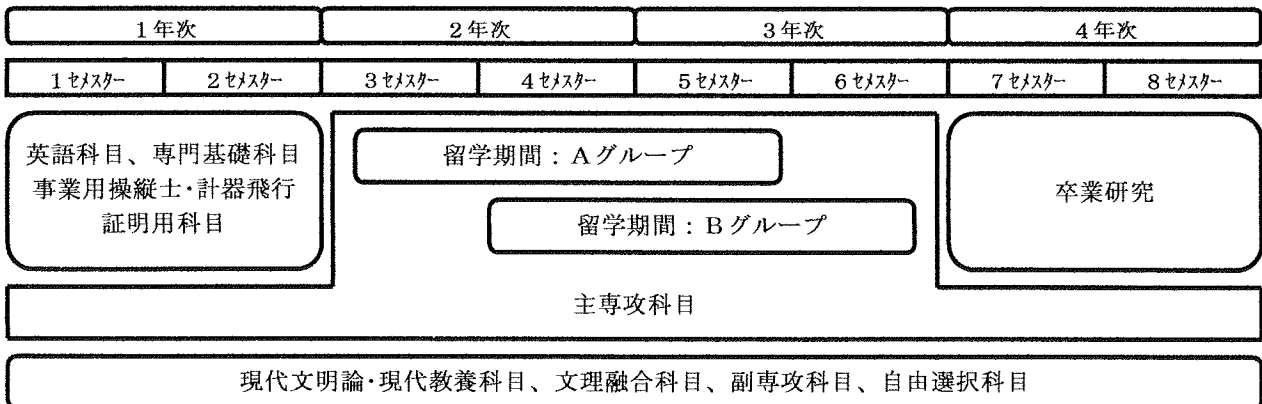 1年次
2年次
3年次
4年次
1ｾﾒｽﾀｰ
2ｾﾒｽﾀｰ
3ｾﾒｽﾀｰ
4ｾﾒｽﾀｰ
5ｾﾒｽﾀｰ
6ｾﾒｽﾀｰ
7ｾﾒｽﾀｰ
8ｾﾒｽﾀｰ
英語科目、専門基礎科目
事業用操縦士･計器飛行
証明用科目
留学期間：Aグループ
留学期間：Bグループ
卒業研究
主専攻科目
現代文明論･現代教養科目、文理融合科目、副専攻科目、自由選択科目